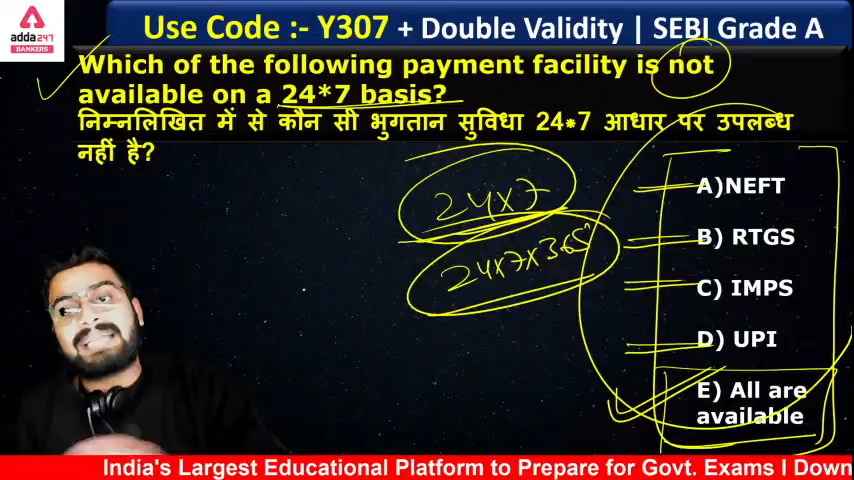 Use Code :- Y307 + Double Validity | SEBI Grade A
adda247
BANKERS
Which of the following payment facility is not
available on a 24*7 basis?
निम्नलिखित में से कौन सी भुगतान सुविधा 24*7 आधार पर उपलब्ध
नहीं है?
24x7
24x7x365
A)NEFT
B) RTGS
C) IMPS
D) UPI
E) All are
available
India's Largest Educational Platform to Prepare for Govt. Exams I Down